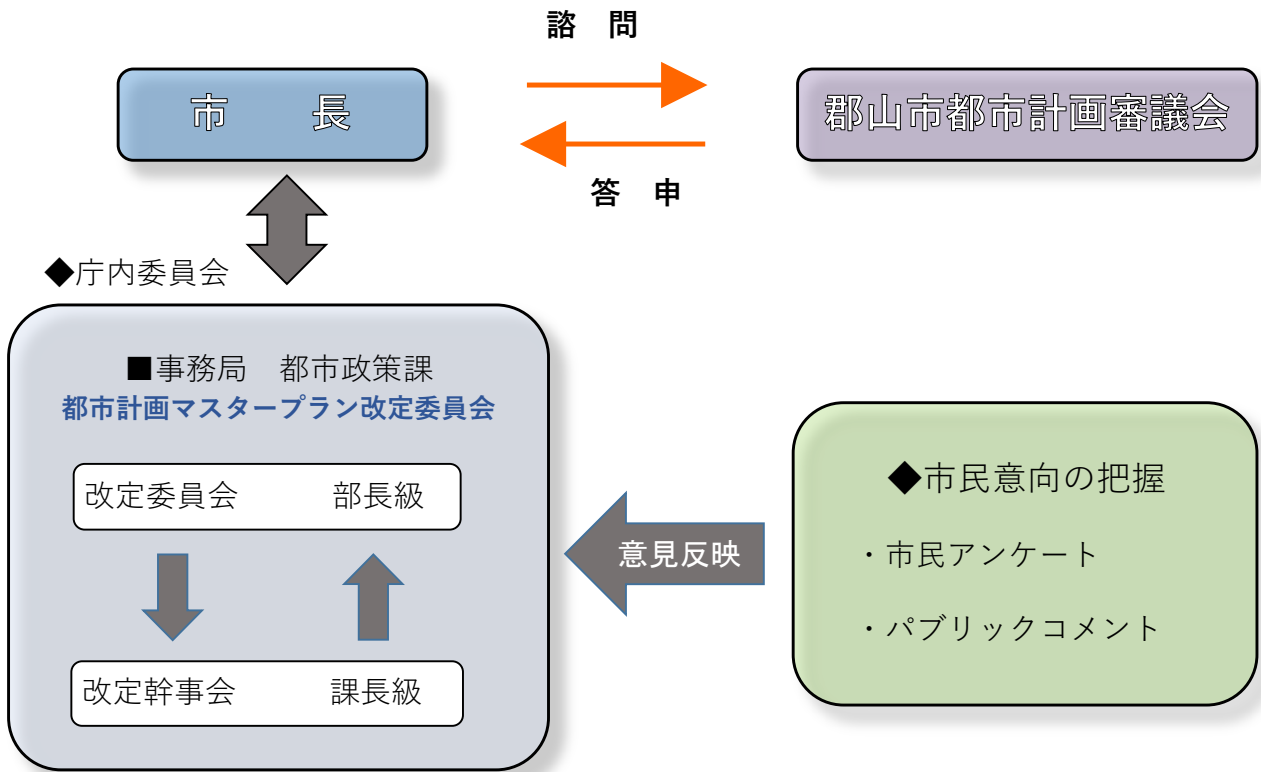 諮　問
市　　長
郡山市都市計画審議会
答　申
◆庁内委員会
■事務局　都市政策課
都市計画マスタープラン改定委員会
改定委員会　　　部長級
改定幹事会　　　課長級
意見反映
◆市民意向の把握
・市民アンケート
・パブリックコメント